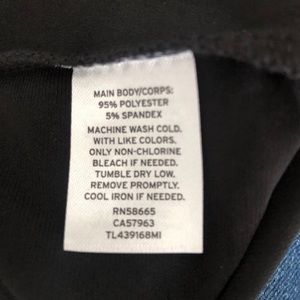 MAIN BODY/CORPS:
95% POLYESTER
5% SPANDEX
MACHINE WASH COLD.
WITH LIKE COLORS.
ONLY NON-CHLORINE
BLEACH IF NEEDED.
TUMBLE DRY LOW.
REMOVE PROMPTLY.
COOL IRON IF NEEDED.
RN58665
CA57963
TL439168MI